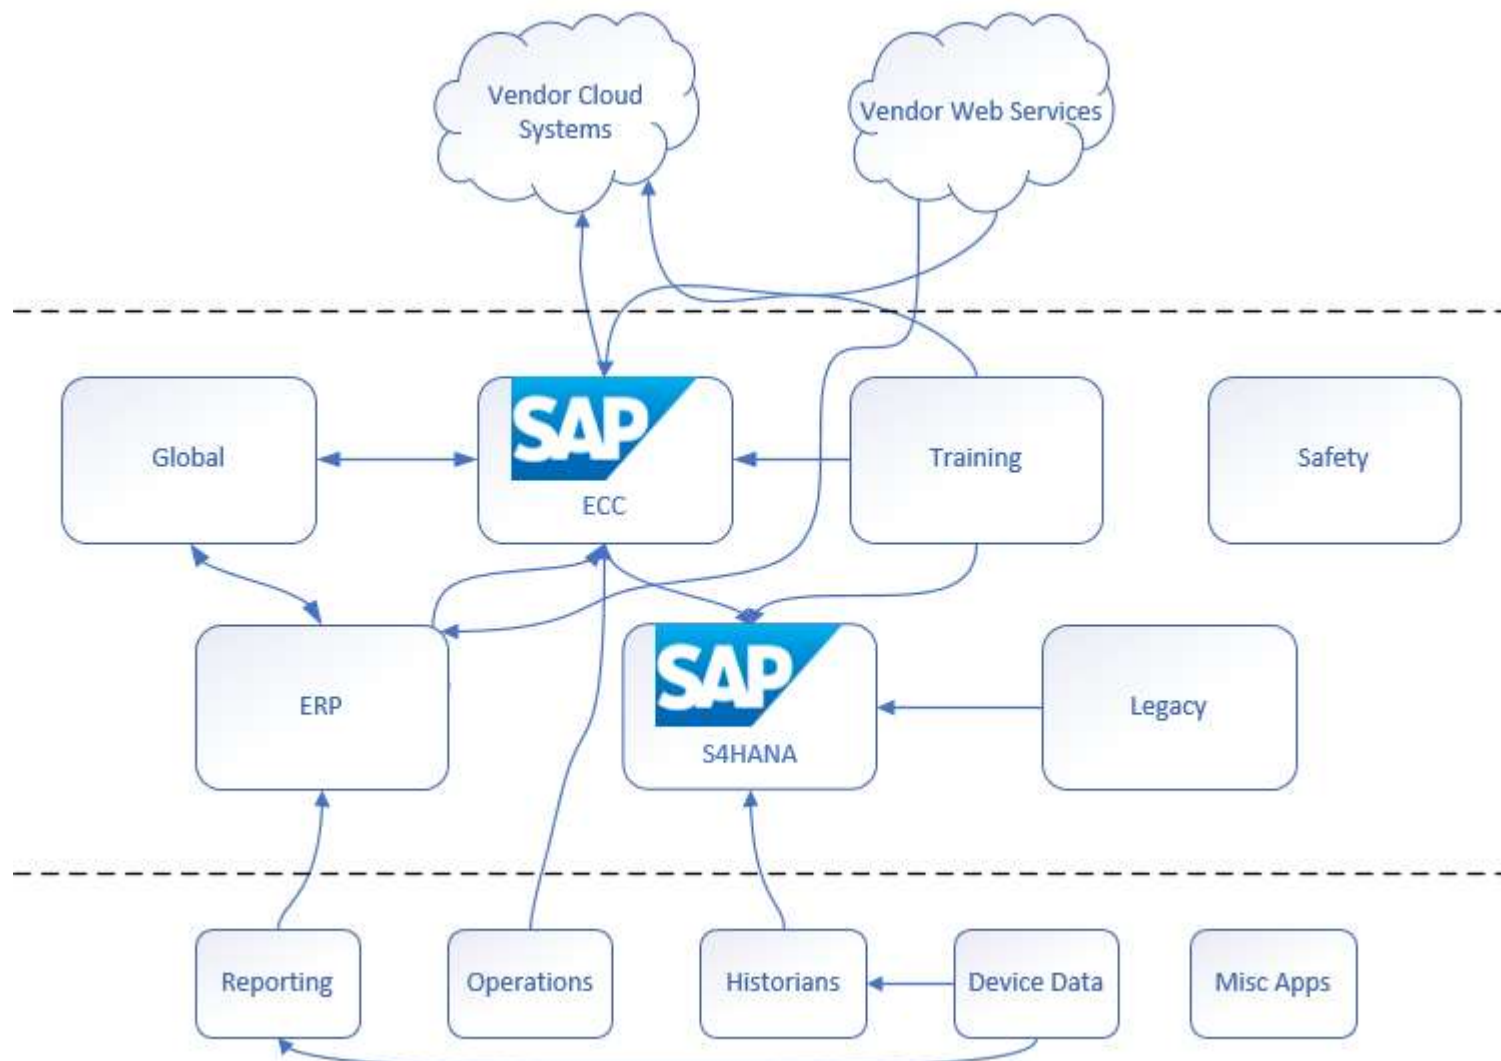 Vendor Cloud
Systems
Vendor Web Services
Global
SAP
ECC
Training
Safety
ERP
SAP
S4HANA
Legacy
Reporting
Operations
Historians
Device Data
Misc Apps